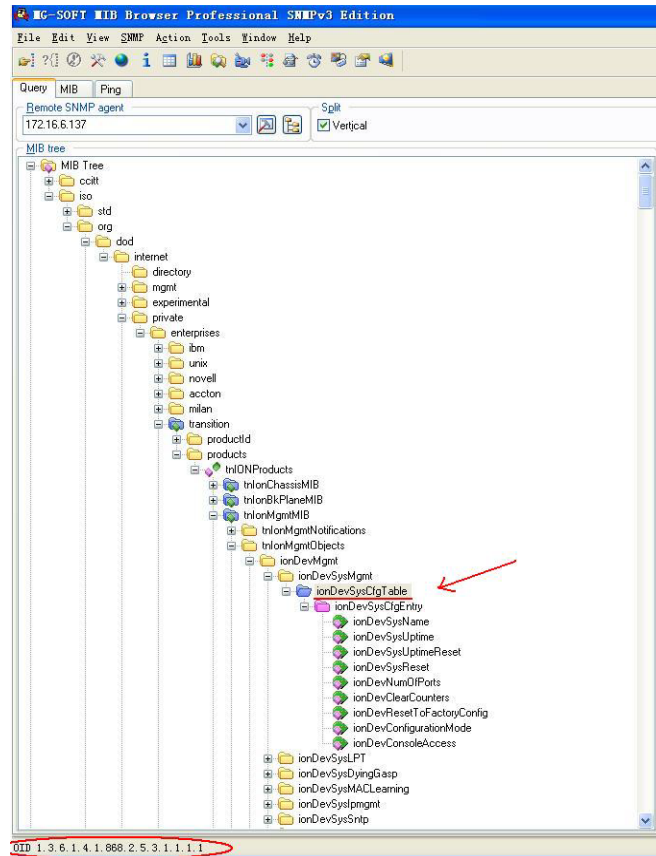 MG-SOFT MIB Browser Professional SNMPv3 Edition
File Edit View SNMP Action Tools Window Help
Query MIB Ping
Remote SNMP agent
Split
172.16.6.137
Vertical
MIB tree
MIB Tree
ccitt
iso
std
org
dod
internet
directory
mgmt
experimental
private
enterprises
ibm
unix
novell
accton
milan
transition
productId
products
tnIONProducts
tnIonChassisMIB
tnIonBkPlaneMIB
tnIonMgmtMIB
tnIonMgmtNotifications
tnIonMgmtObjects
ionDevMgmt
ionDevSysMgmt
ionDevSysCfgTable
ionDevSysCfgEntry
ionDevSysName
ionDevSysUptime
ionDevSysUptimeReset
ionDevSysReset
ionDevNumOfPorts
ionDevClearCounters
ionDevResetToFactoryConfig
ionDevConfigurationMode
ionDevConsoleAccess
ionDevSysLPT
ionDevSysDyingGasp
ionDevSysMACLearning
ionDevSysIpmgmt
ionDevSysSntp
OID 1.3.6.1.4.1.868.2.5.3.1.1.1.1